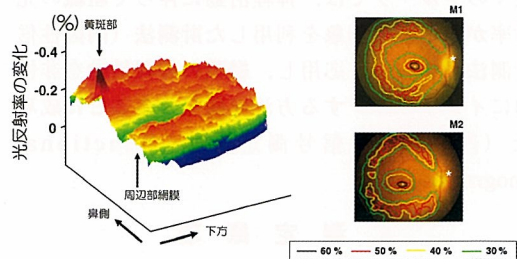 (%)
黄斑部
-0.4
-0.2
0
光反射率の変化
周辺部網膜
鼻側
下方
M1
M2
60 %
50 %
40 %
30 %